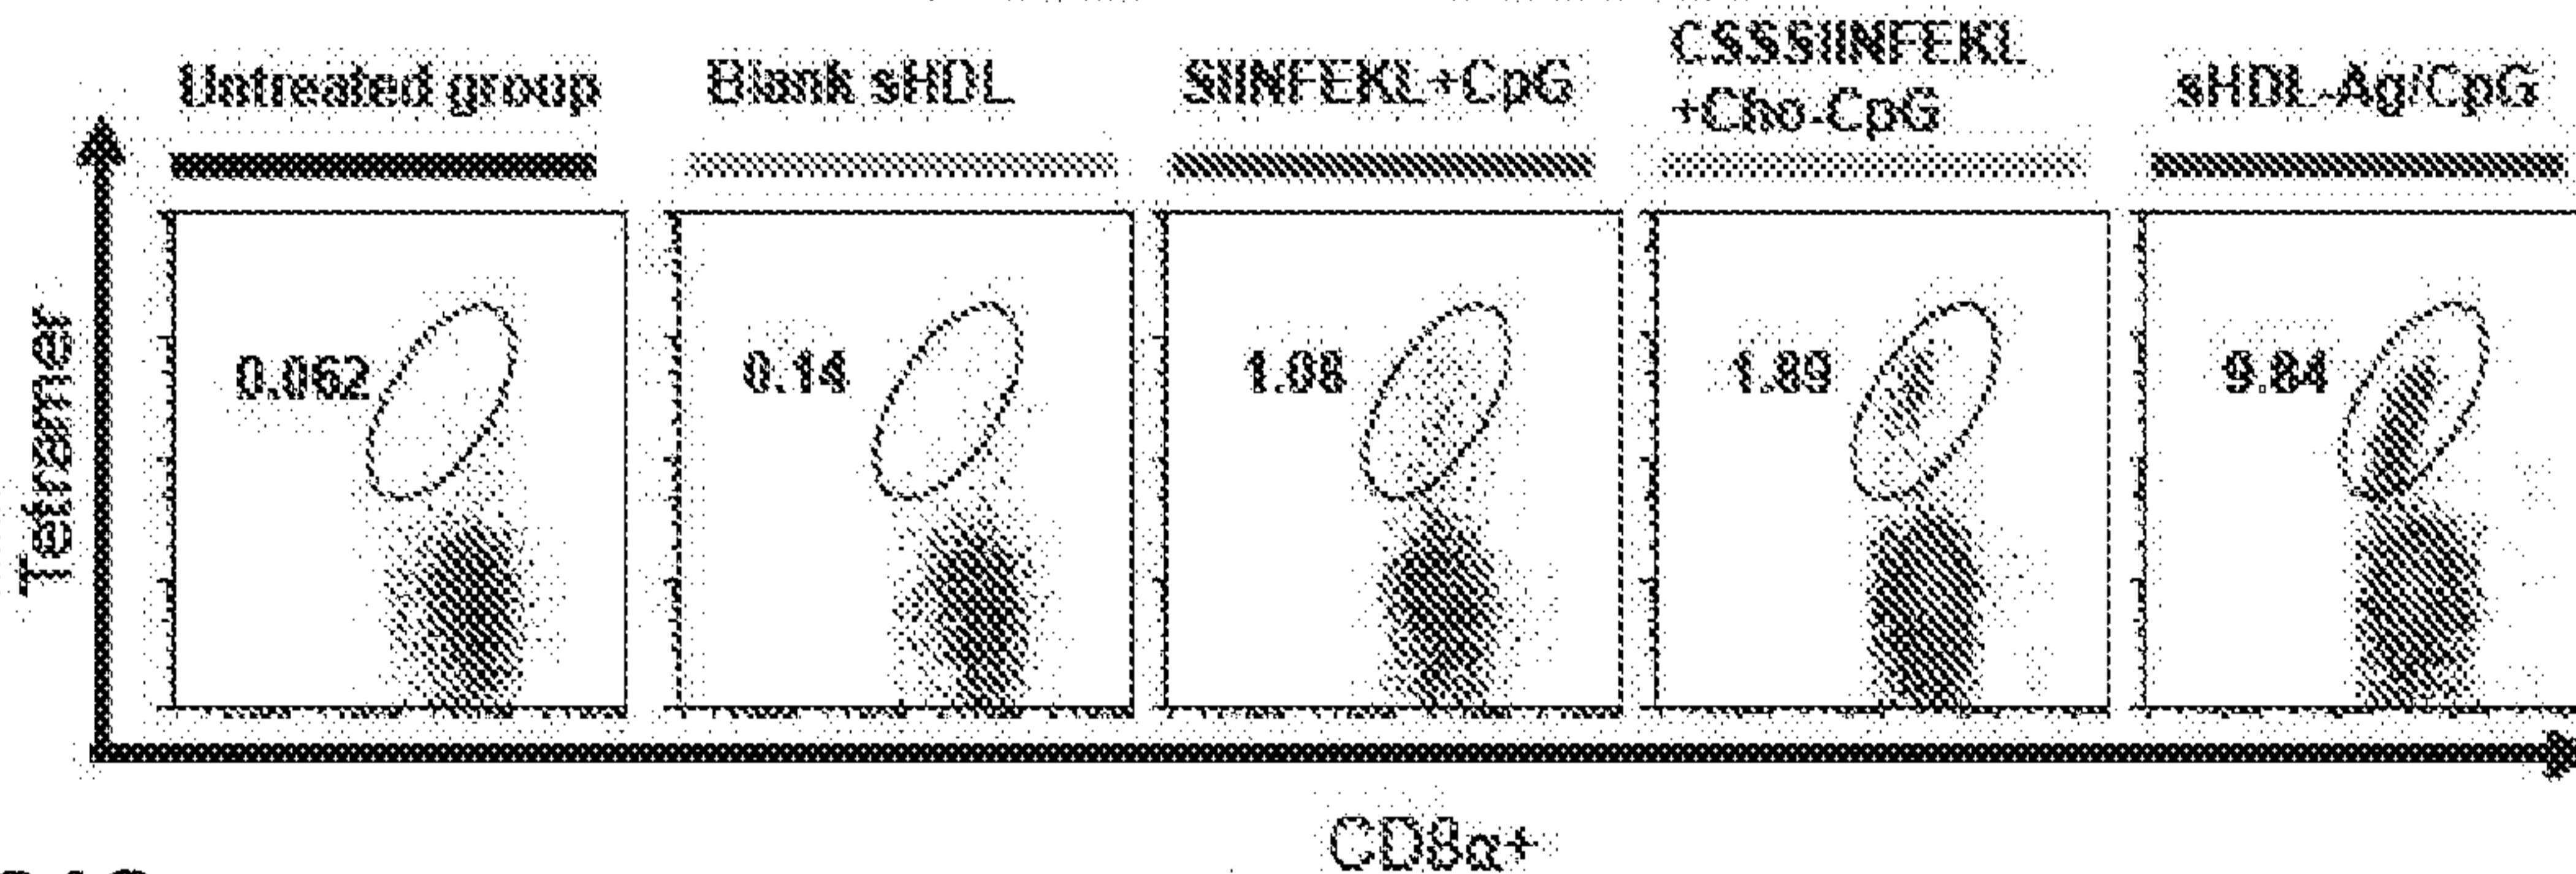 Untreated group
Blank sHDL
SIINFEKL+CpG
CSSSIINFEKL
+Cho-CpG
sHDL-Ag/CpG
Tetramer
0.062
0.14
1.08
1.89
9.84
CD8α+